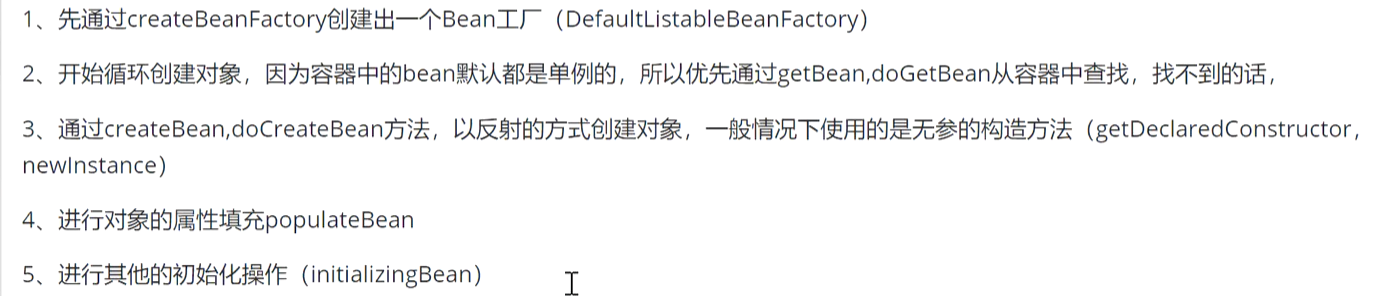 1、先通过createBeanFactory创建出一个Bean工厂（DefaultListableBeanFactory）
2、开始循环创建对象，因为容器中的bean默认都是单例的，所以优先通过getBean,doGetBean从容器中查找，找不到的话，
3、通过createBean,doCreateBean方法，以反射的方式创建对象，一般情况下使用的是无参的构造方法（getDeclaredConstructor，
newInstance）
4、进行对象的属性填充populateBean
5、进行其他的初始化操作（initializingBean）